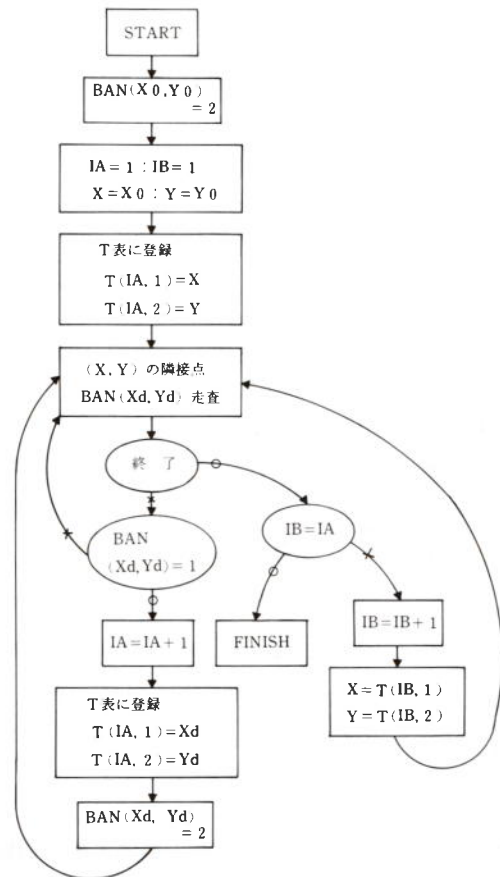 START
BAN(X0,Y0)
= 2
IA = 1 : IB = 1
X = X0 : Y = Y0
T表に登録
T(IA, 1) = X
T(IA, 2) = Y
(X, Y) の隣接点
BAN(Xd, Yd) 走査
終 了
BAN
(Xd, Yd) = 1
IB = IA
IA = IA + 1
FINISH
IB = IB + 1
X = T(IB, 1)
Y = T(IB, 2)
T表に登録
T(IA, 1) = Xd
T(IA, 2) = Yd
BAN(Xd, Yd)
= 2